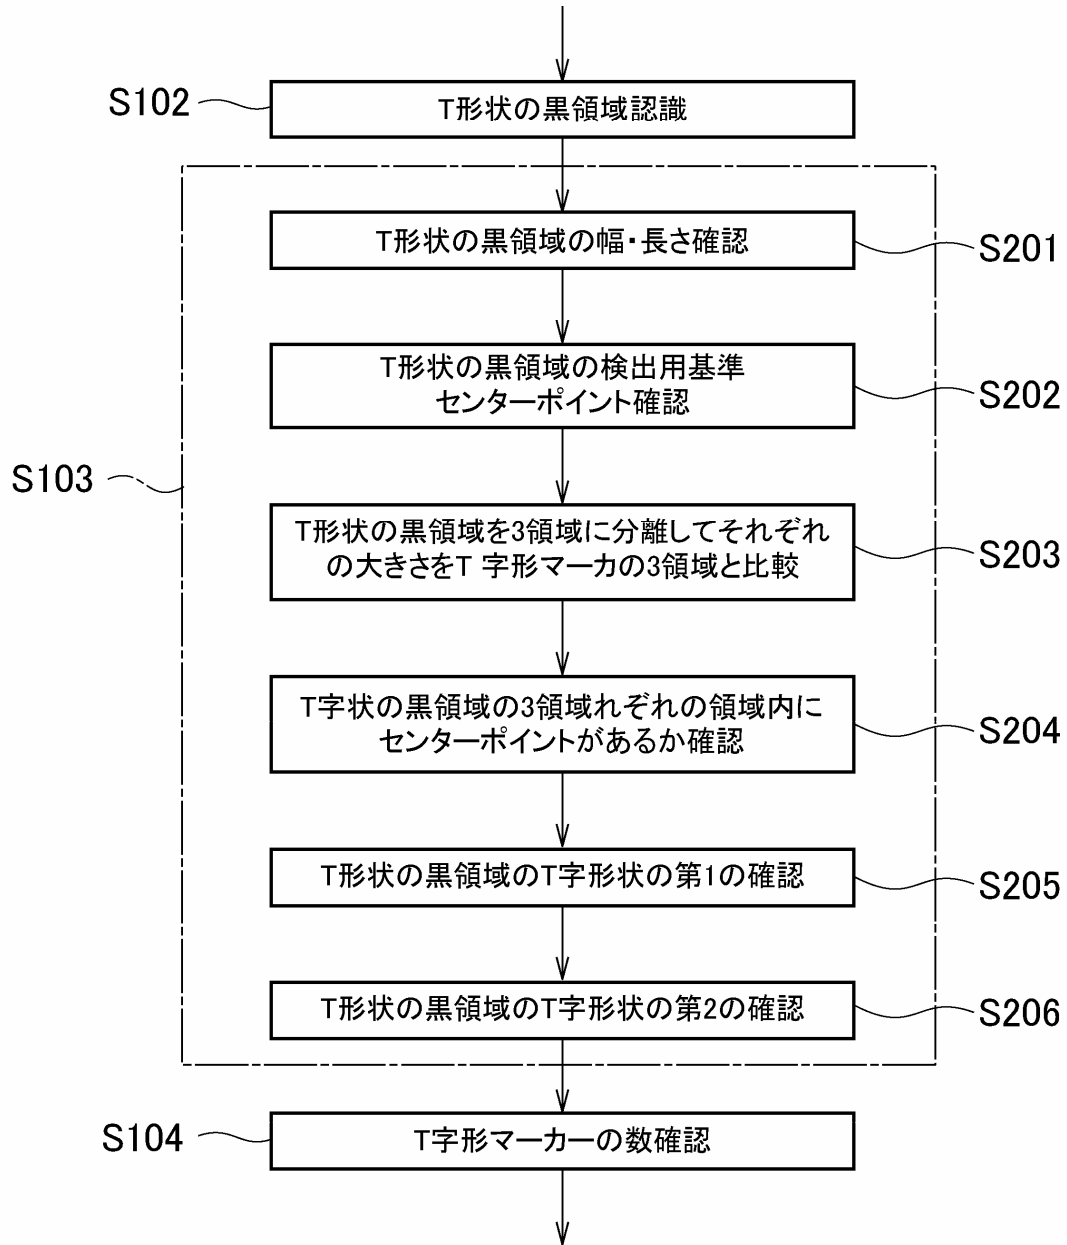 S102
T形状の黒領域認識
T形状の黒領域の幅・長さ確認
S201
T形状の黒領域の検出用基準
センターポイント確認
S202
S103
T形状の黒領域を3領域に分離してそれぞれ
の大きさをT 字形マーカの3領域と比較
S203
T字状の黒領域の3領域れぞれの領域内に
センターポイントがあるか確認
S204
T形状の黒領域のT字形状の第1の確認
S205
T形状の黒領域のT字形状の第2の確認
S206
S104
T字形マーカーの数確認